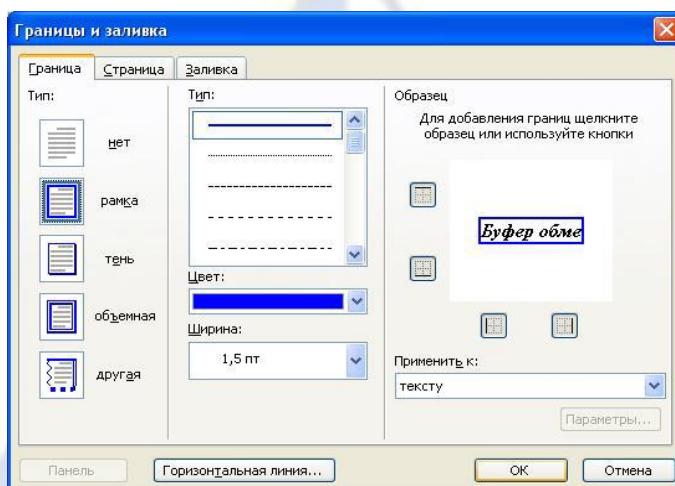 Границы и заливка
Граница
Страница
Заливка
Тип:
нет
рамка
тень
объемная
другая
Тип:
Цвет:
Ширина:
1,5 пт
Образец
Для добавления границ щелкните
образец или используйте кнопки
Буфер обме
Применить к:
тексту
Параметры...
Панель
Горизонтальная линия...
ОК
Отмена